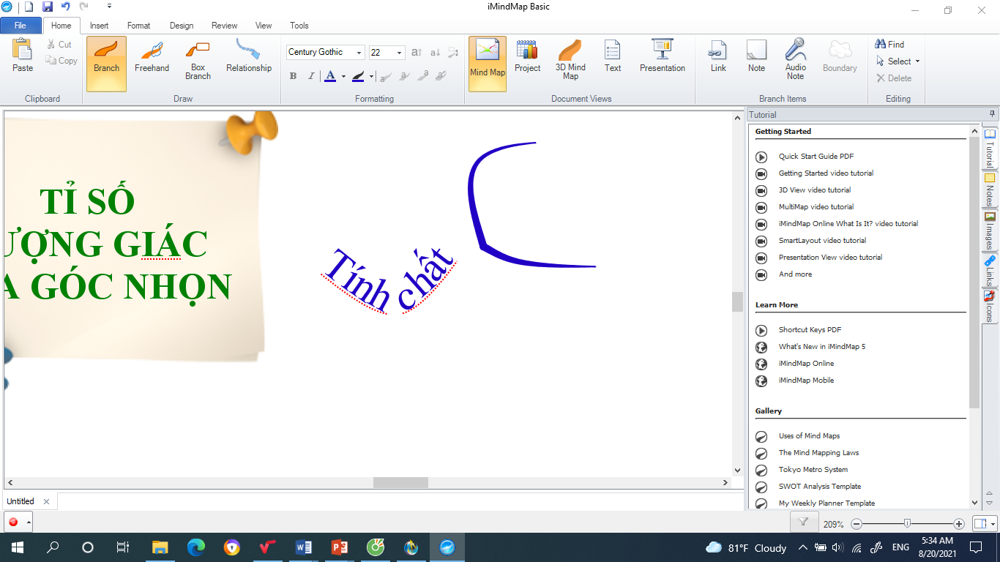 iMindMap Basic
File Home Insert Format Design Review View Tools
Paste Cut Copy Branch Freehand Box Branch Relationship Century Gothic 22 B I A Mind Map Project 3D Mind Map Text Presentation Link Note Audio Note Boundary Find Select Delete
Clipboard Draw Formatting Document Views Branch Items Editing
TỈ SỐ
ƯỢNG GIÁC
A GÓC NHỌN
Tính chất
Tutorial
Getting Started
Quick Start Guide PDF
Getting Started video tutorial
3D View video tutorial
MultiMap video tutorial
iMindMap Online What Is It? video tutorial
SmartLayout video tutorial
Presentation View video tutorial
And more
Learn More
Shortcut Keys PDF
What's New in iMindMap 5
iMindMap Online
iMindMap Mobile
Gallery
Uses of Mind Maps
The Mind Mapping Laws
Tokyo Metro System
SWOT Analysis Template
My Weekly Planner Template
Tutorial
Notes
Images
Links
Icons
Untitled
209%
81°F Cloudy ENG 5:34 AM
8/20/2021